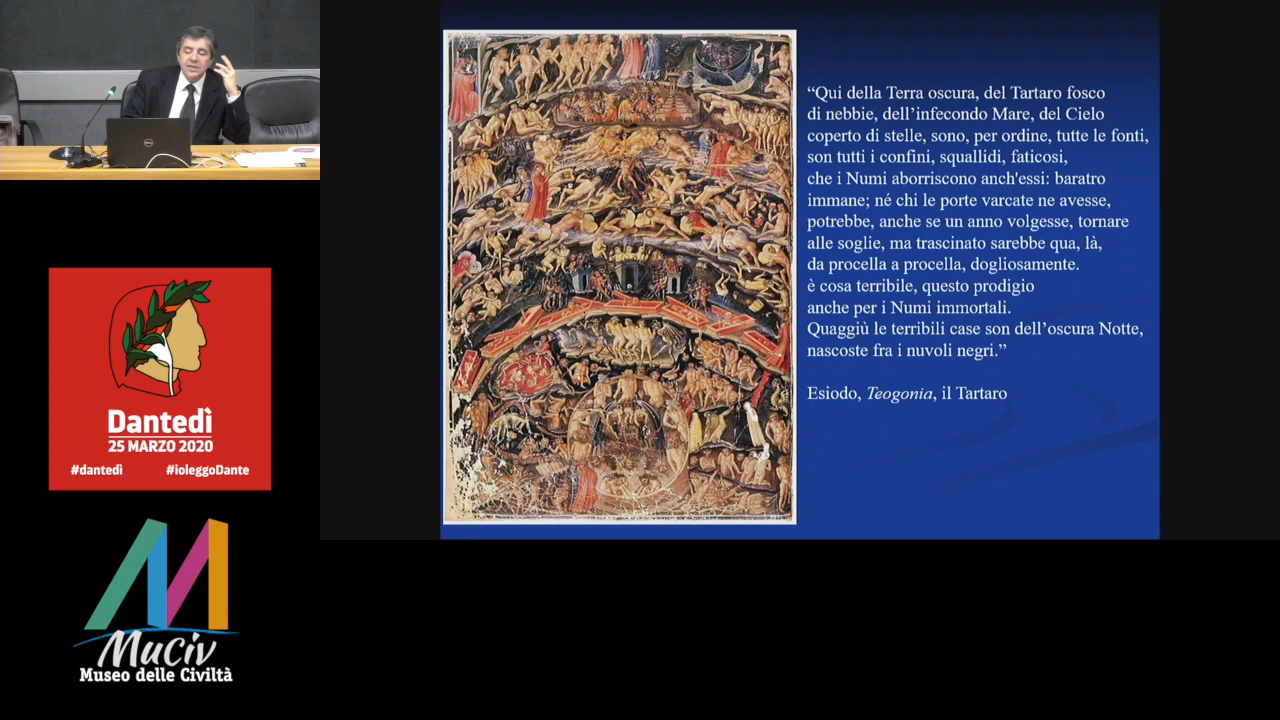 “Qui della Terra oscura, del Tartaro fosco
di nebbie, dell’infecondo Mare, del Cielo
coperto di stelle, sono, per ordine, tutte le fonti,
son tutti i confini, squallidi, faticosi,
che i Numi aborriscono anch'essi: baratro
immane; né chi le porte varcate ne avesse,
potrebbe, anche se un anno volgesse, tornare
alle soglie, ma trascinato sarebbe qua, là,
da procella a procella, dogliosamente.
è cosa terribile, questo prodigio
anche per i Numi immortali.
Quaggiù le terribili case son dell’oscura Notte,
nascoste fra i nuvoli negri.”
Esiodo, Teogonia, il Tartaro
Dantedì
25 MARZO 2020
#dantedì #ioleggoDante
MuCiv
Museo delle Civiltà